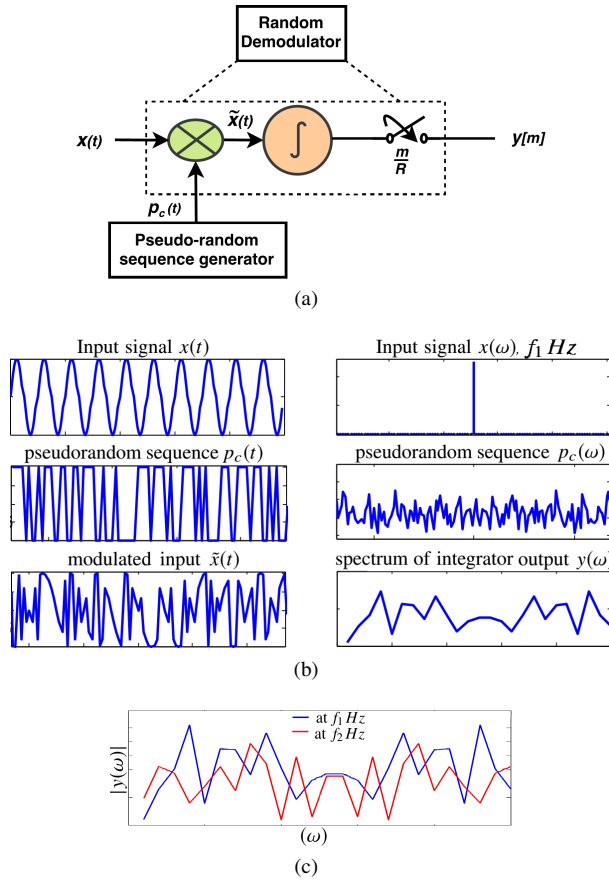 Random
Demodulator
x(t)
x̃(t)
∫
m
R
y[m]
p_c(t)
Pseudo-random
sequence generator
(a)
Input signal x(t)
Input signal x(ω), f₁ Hz
pseudorandom sequence p_c(t)
pseudorandom sequence p_c(ω)
modulated input x̃(t)
spectrum of integrator output y(ω)
(b)
at f₁ Hz
at f₂ Hz
|y(ω)|
(ω)
(c)